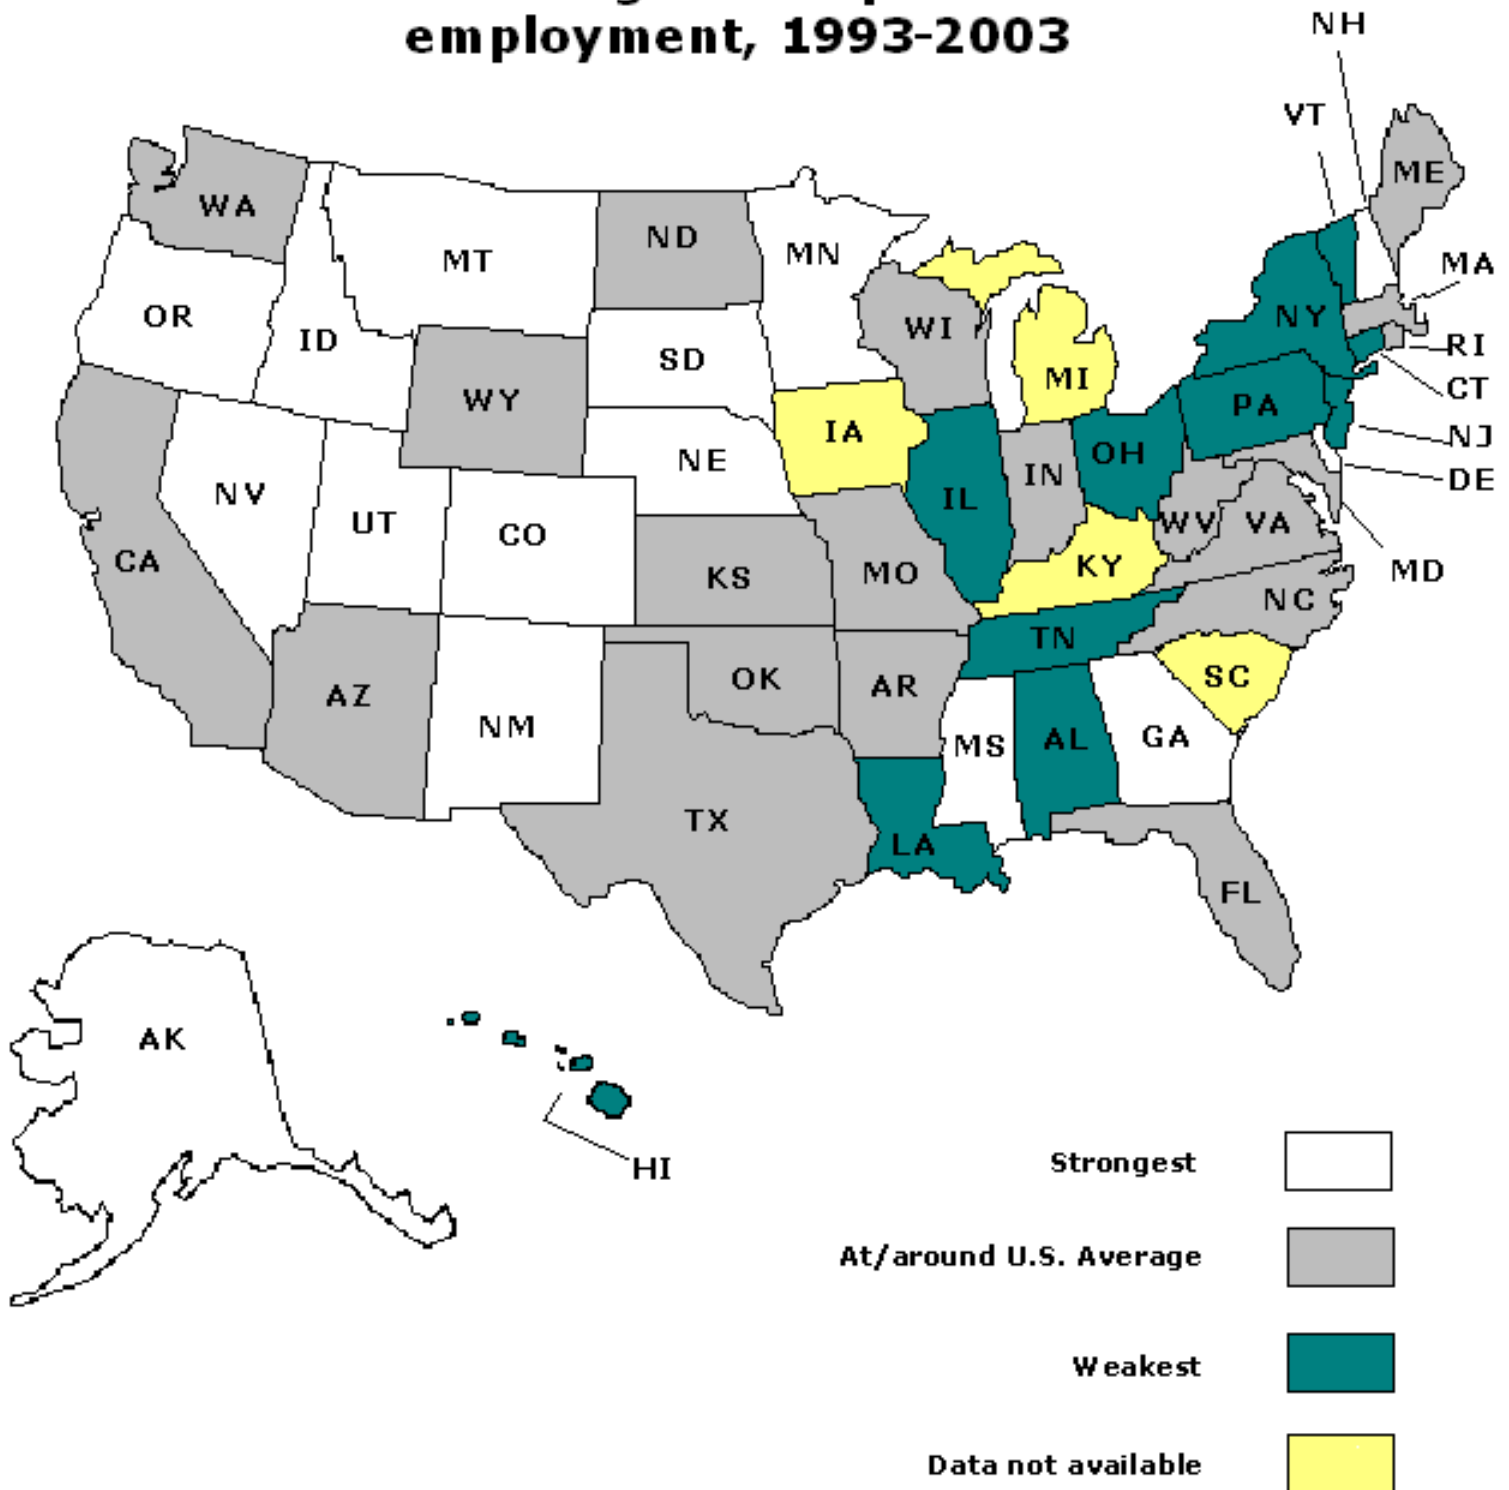 employment, 1993-2003
NH
VT
ME
WA
ND
MT
MN
MA
OR
ID
WI
NY
RI
SD
MI
CT
WY
PA
IA
NJ
NE
OH
IN
DE
NV
IL
UT
CO
WV
VA
CA
KY
MD
KS
MO
NC
TN
OK
AR
SC
AZ
NM
MS
AL
GA
TX
LA
FL
AK
HI
Strongest
At/around U.S. Average
Weakest
Data not available